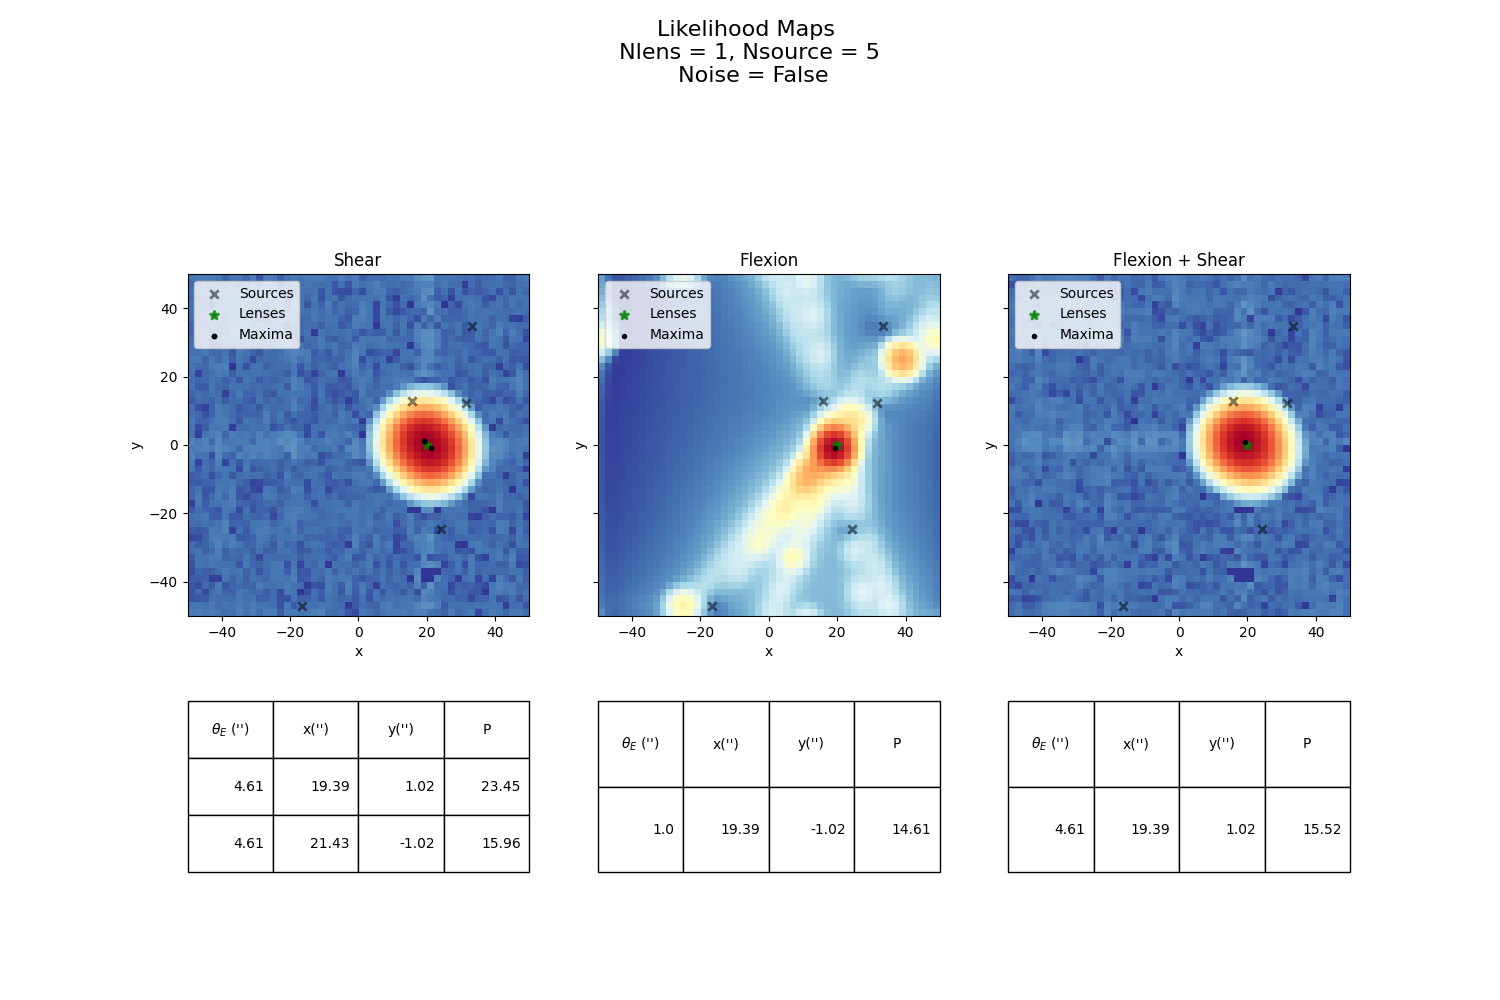 Likelihood Maps
Nlens = 1, Nsource = 5
Noise = False
Shear
Sources
Lenses
Maxima
40
20
0
−20
−40
y
−40 −20 0 20 40
x
Flexion
Sources
Lenses
Maxima
y
−40 −20 0 20 40
x
Flexion + Shear
Sources
Lenses
Maxima
y
−40 −20 0 20 40
x
θE ('') x('') y('') P
4.61 19.39 1.02 23.45
4.61 21.43 -1.02 15.96
θE ('') x('') y('') P
1.0 19.39 -1.02 14.61
θE ('') x('') y('') P
4.61 19.39 1.02 15.52